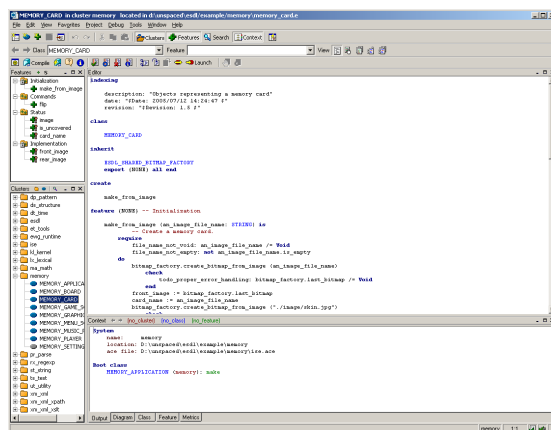 MEMORY_CARD in cluster memory located in d:\unspaced\esdl\example\memory\memory_card.e
File Edit View Favorites Project Debug Tools Window Help
Clusters Features Search Context
Class MEMORY_CARD Feature View
Compile Launch
Features
Initialization
make_from_image
Commands
flip
Status
image
is_uncovered
card_name
Implementation
front_image
rear_image
Clusters
dp_pattern
ds_structure
dt_time
esdl
et_tools
ewg_runtime
ise
kl_kernel
lx_lexical
ma_math
memory
MEMORY_APPLICA
MEMORY_BOARD
MEMORY_CARD
MEMORY_GAME_S
MEMORY_GRAPHI
MEMORY_MENU_S
MEMORY_MUSIC_F
MEMORY_PLAYER
MEMORY_SETTING
pr_parse
rx_regexp
st_string
ts_test
ut_utility
xm_xml
xm_xml_xpath
xm_xml_xslt
Editor
indexing
description: "Objects representing a memory card"
date: "$Date: 2005/07/12 14:24:47 $"
revision: "$Revision: 1.5 $"
class
MEMORY_CARD
inherit
ESDL_SHARED_BITMAP_FACTORY
export {NONE} all end
create
make_from_image
feature {NONE} -- Initialization
make_from_image (an_image_file_name: STRING) is
-- Create a memory card.
require
file_name_not_void: an_image_file_name /= Void
file_name_not_empty: not an_image_file_name.is_empty
do
bitmap_factory.create_bitmap_from_image (an_image_file_name)
check
todo_proper_error_handling: bitmap_factory.last_bitmap /= Void
end
front_image := bitmap_factory.last_bitmap
card_name := an_image_file_name
bitmap_factory.create_bitmap_from_image ("./image/skin.jpg")
check
Context [no_cluster] {no_class} {no_feature}
System
name: memory
location: D:\unspaced\esdl\example\memory
ace file: D:\unspaced\esdl\example\memory\ise.ace
Root class
MEMORY_APPLICATION (memory): make
Output Diagram Class Feature Metrics
memory 1:1